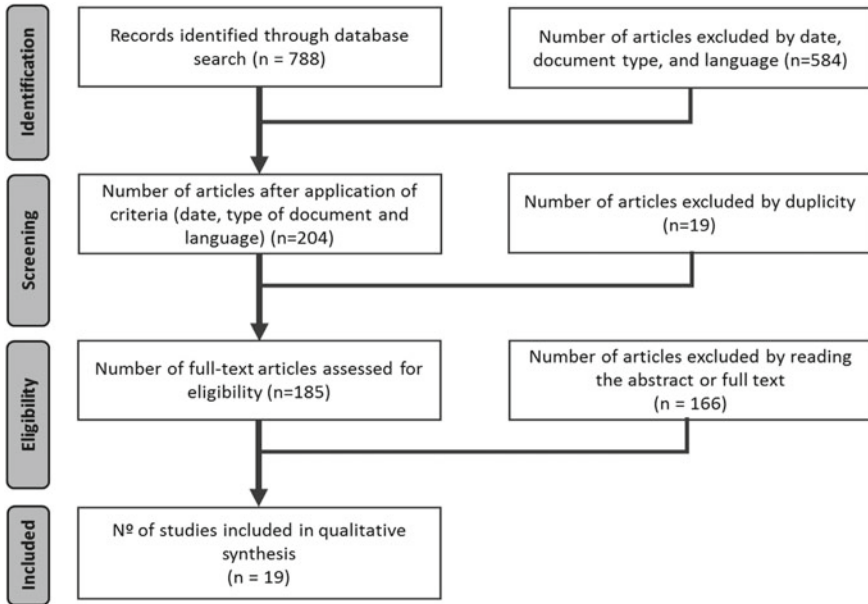 Identification
Records identified through database
search (n = 788)
Number of articles excluded by date,
document type, and language (n=584)
Screening
Number of articles after application of
criteria (date, type of document and
language) (n=204)
Number of articles excluded by duplicity
(n=19)
Eligibility
Number of full-text articles assessed for
eligibility (n=185)
Number of articles excluded by reading
the abstract or full text
(n = 166)
Included
Nº of studies included in qualitative
synthesis
(n = 19)